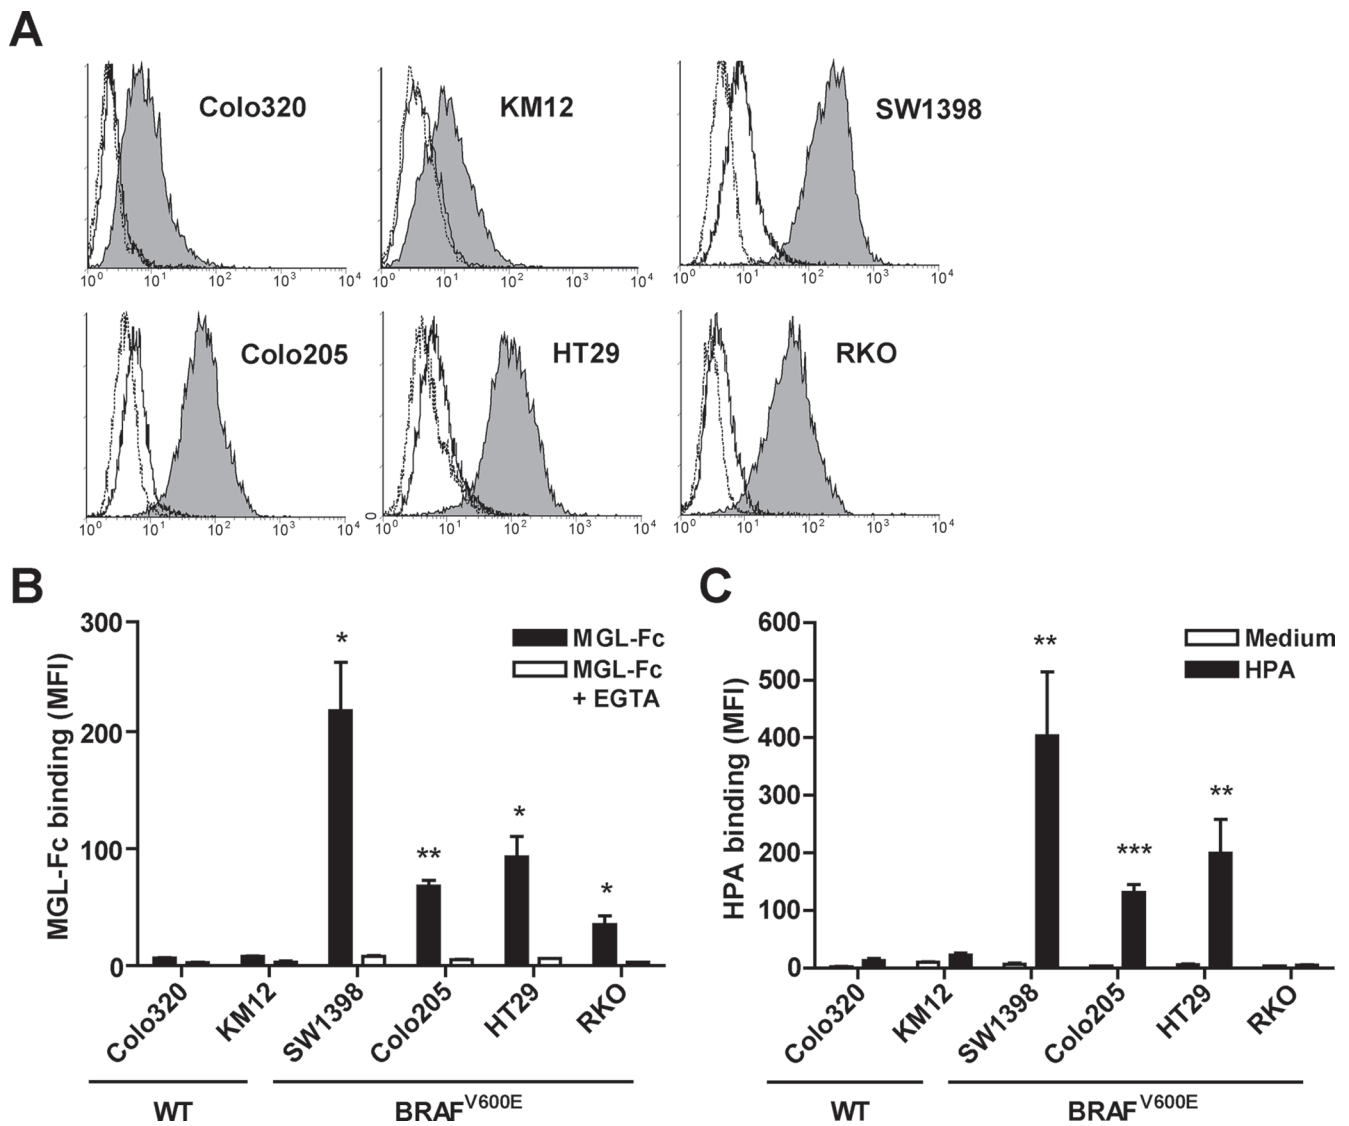 A
Colo320
KM12
SW1398
10⁰ 10¹ 10² 10³ 10⁴
10⁰ 10¹ 10² 10³ 10⁴
10⁰ 10¹ 10² 10³ 10⁴
Colo205
HT29
RKO
0
10⁰ 10¹ 10² 10³ 10⁴
10⁰ 10¹ 10² 10³ 10⁴
10⁰ 10¹ 10² 10³ 10⁴
B
MGL-Fc binding (MFI)
300
200
100
0
*
**
*
*
MGL-Fc
MGL-Fc
+ EGTA
Colo320
KM12
SW1398
Colo205
HT29
RKO
WT
BRAFV600E
C
HPA binding (MFI)
600
500
400
300
200
100
0
**
***
**
Medium
HPA
Colo320
KM12
SW1398
Colo205
HT29
RKO
WT
BRAFV600E